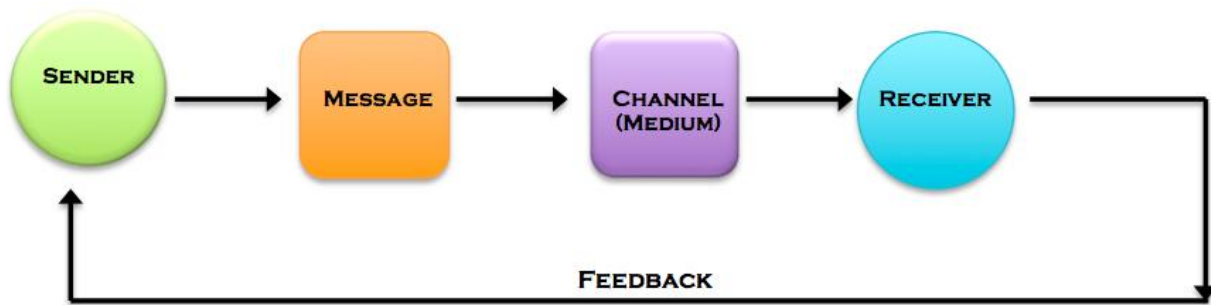 SENDER
MESSAGE
CHANNEL
(MEDIUM)
RECEIVER
FEEDBACK